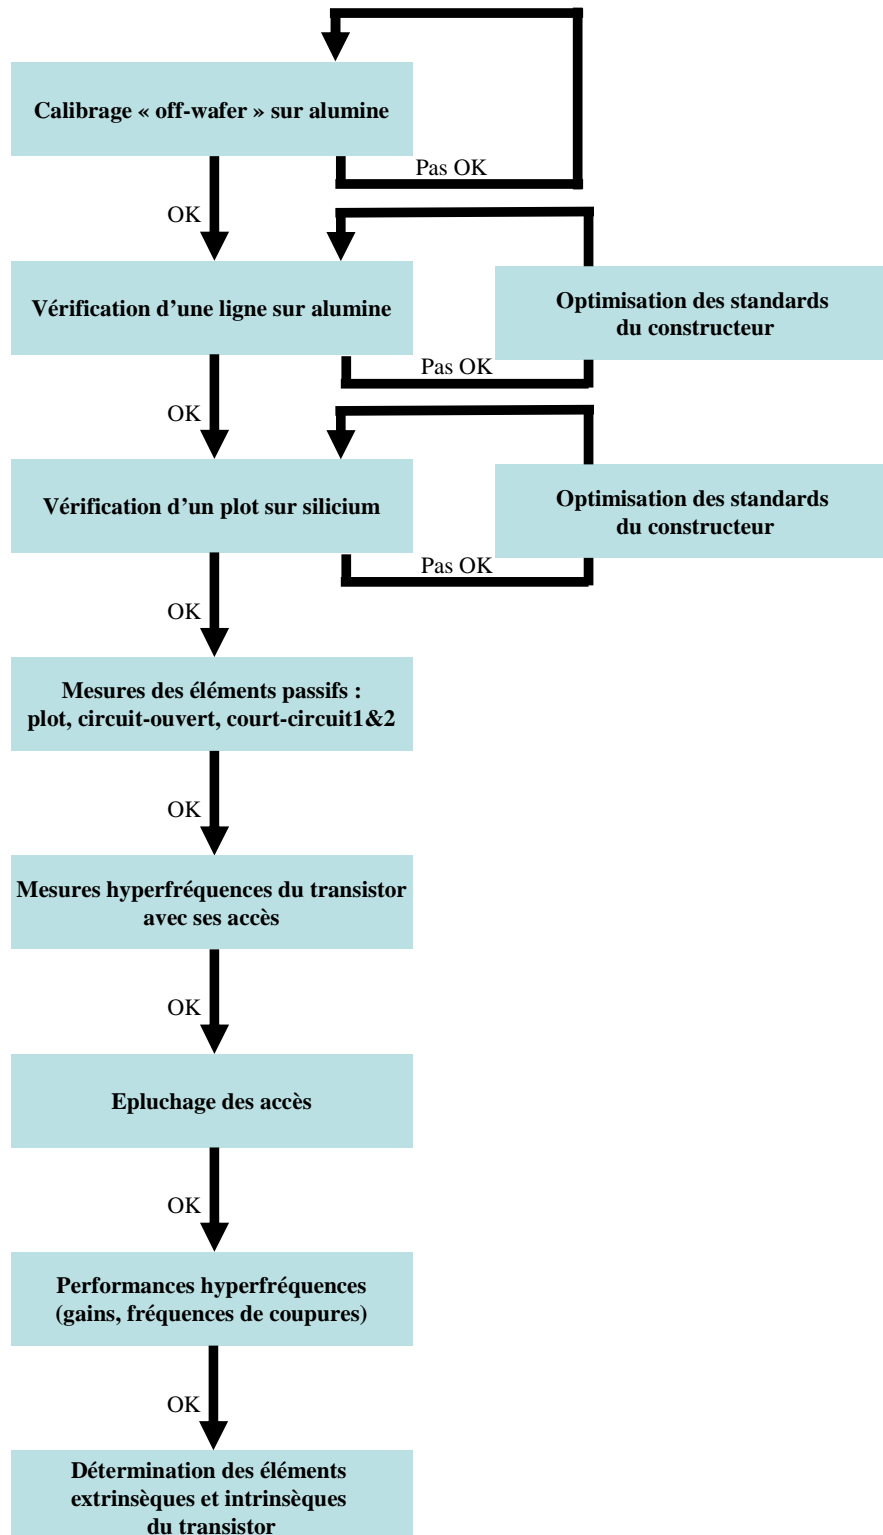 Calibrage « off-wafer » sur alumine
Pas OK
OK
Vérification d'une ligne sur alumine
Optimisation des standards
du constructeur
Pas OK
OK
Vérification d'un plot sur silicium
Optimisation des standards
du constructeur
Pas OK
OK
Mesures des éléments passifs :
plot, circuit-ouvert, court-circuit1&2
OK
Mesures hyperfréquences du transistor
avec ses accès
OK
Epluchage des accès
OK
Performances hyperfréquences
(gains, fréquences de coupures)
OK
Détermination des éléments
extrinsèques et intrinsèques
du transistor